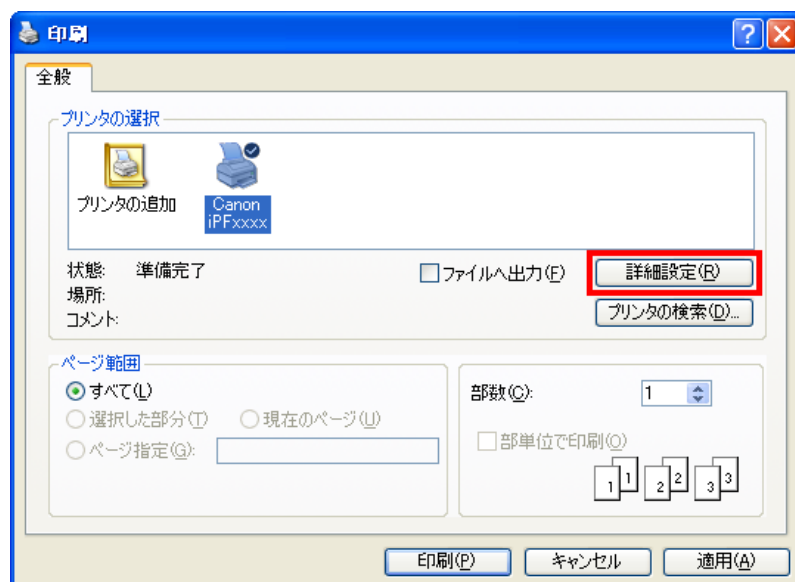 印刷
全般
プリンタの選択
プリンタの追加
Canon
iPFxxxx
状態: 準備完了
場所:
コメント:
ファイルへ出力(F)
詳細設定(R)
プリンタの検索(D)...
ページ範囲
すべて(L)
選択した部分(T) 現在のページ(U)
ページ指定(G):
部数(C): 1
部単位で印刷(O)
1 1 2 2 3 3
印刷(P) キャンセル 適用(A)